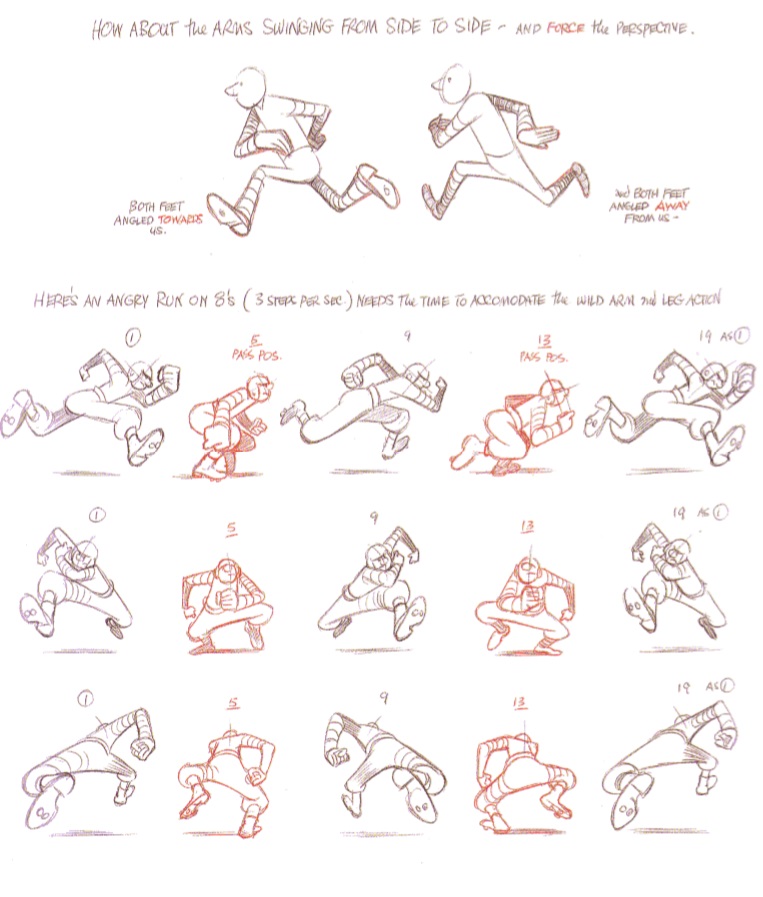 HOW ABOUT the ARMS SWINGING FROM SIDE TO SIDE - AND FORCE the PERSPECTIVE.
BOTH FEET
ANGLED TOWARDS
US.
and BOTH FEET
ANGLED AWAY
FROM US -
HERE'S AN ANGRY RUN ON 8's (3 STEPS PER SEC.) NEEDS the TIME TO ACCOMODATE the WILD ARM and LEG ACTION
1 5 9 13 19 AS 1
PASS POS. PASS POS.
1 5 9 13 19 AS 1
1 5 9 13 19 AS 1